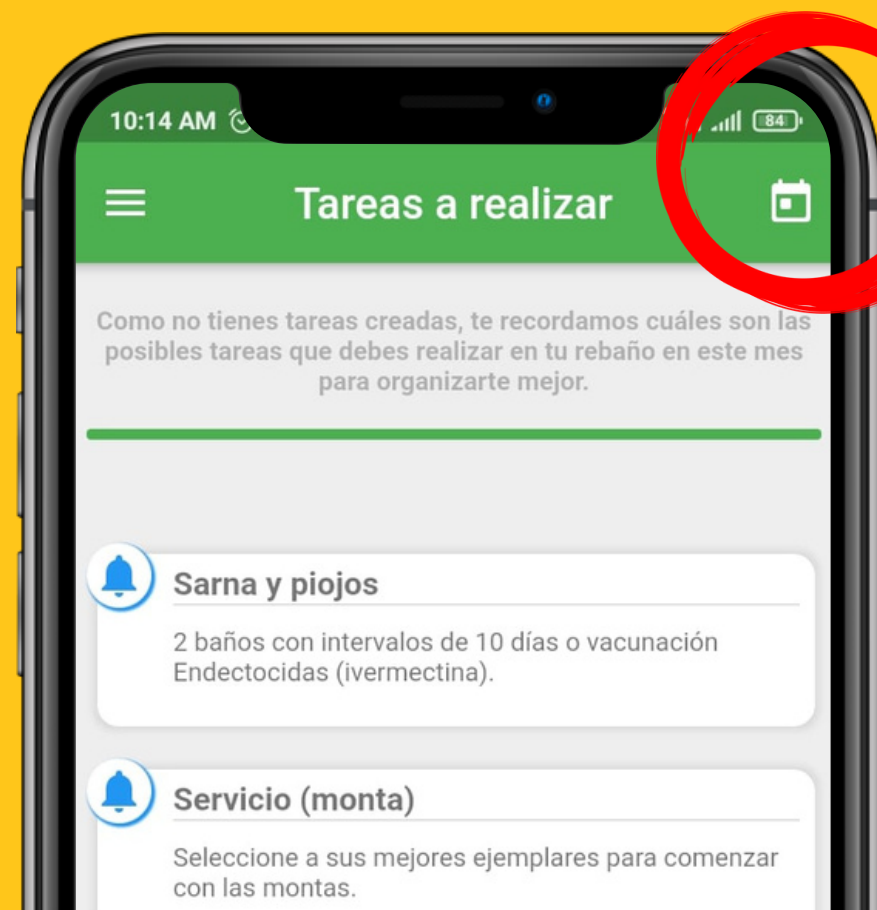 10:14 AM
84
Tareas a realizar
Como no tienes tareas creadas, te recordamos cuáles son las
posibles tareas que debes realizar en tu rebaño en este mes
para organizarte mejor.
Sarna y piojos
2 baños con intervalos de 10 días o vacunación
Endectocidas (ivermectina).
Servicio (monta)
Seleccione a sus mejores ejemplares para comenzar
con las montas.